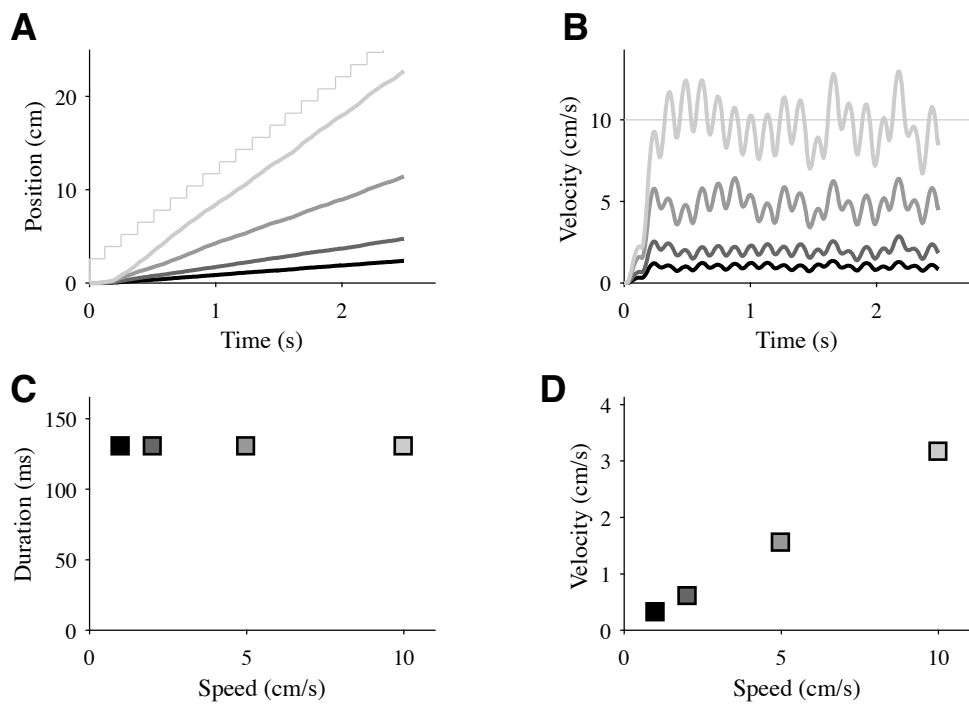 A
Position (cm)
20
10
0
0 1 2
Time (s)
B
Velocity (cm/s)
10
5
0
0 1 2
Time (s)
C
Duration (ms)
150
100
50
0
0 5 10
Speed (cm/s)
D
Velocity (cm/s)
4
3
2
1
0
0 5 10
Speed (cm/s)